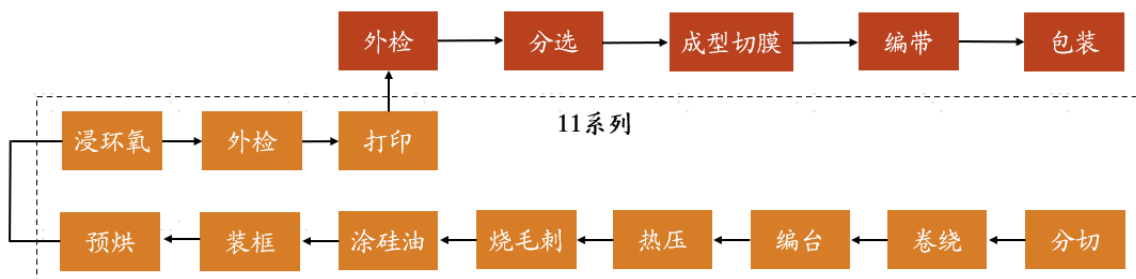 外检
分选
成型切膜
编带
包装
11系列
浸环氧
外检
打印
预烘
装框
涂硅油
烧毛刺
热压
编台
卷绕
分切